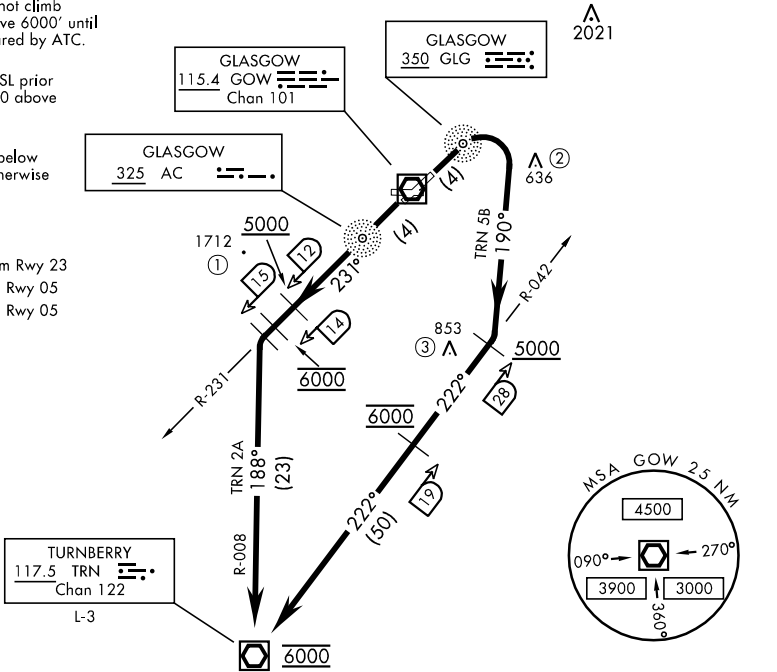 not climb
ve 6000' until
ared by ATC.
SL prior
0 above
below
herwise
m Rwy 23
Rwy 05
Rwy 05
2021
GLASGOW
350 GLG
GLASGOW
115.4 GOW
Chan 101
GLASGOW
325 AC
(4)
(4)
② 
636
TRN 5B
190°
5000
1712
①
12
15
231°
14
6000
R-231
R-042
853
③
5000
28
222°
6000
19
222°
(50)
TRN 2A
188°
(23)
R-008
TURNBERRY
117.5 TRN
Chan 122
L-3
6000
MSA GOW 25 NM
4500
090°
270°
3900
3000
360°